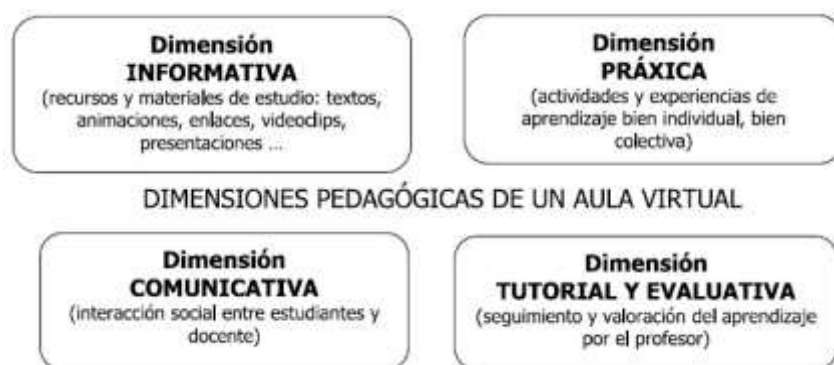 Dimensión
INFORMATIVA
(recursos y materiales de estudio: textos,
animaciones, enlaces, videoclips,
presentaciones ...
Dimensión
PRÁXICA
(actividades y experiencias de
aprendizaje bien individual, bien
colectiva)
DIMENSIONES PEDAGÓGICAS DE UN AULA VIRTUAL
Dimensión
COMUNICATIVA
(interacción social entre estudiantes y
docente)
Dimensión
TUTORIAL Y EVALUATIVA
(seguimiento y valoración del aprendizaje
por el profesor)